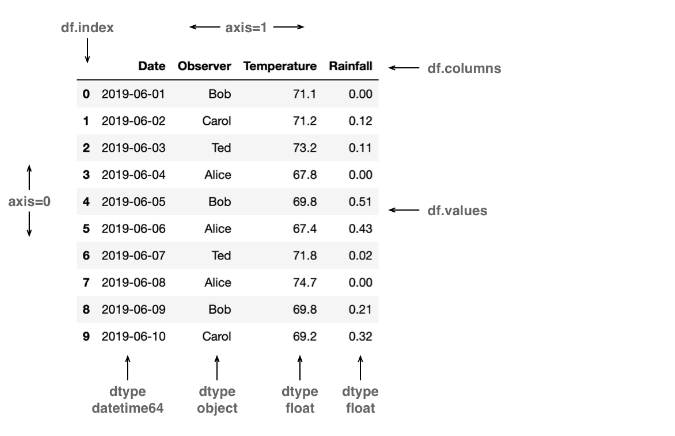 df.index
axis=1
Date Observer Temperature Rainfall
df.columns
0 2019-06-01 Bob 71.1 0.00
1 2019-06-02 Carol 71.2 0.12
2 2019-06-03 Ted 73.2 0.11
3 2019-06-04 Alice 67.8 0.00
axis=0
4 2019-06-05 Bob 69.8 0.51
df.values
5 2019-06-06 Alice 67.4 0.43
6 2019-06-07 Ted 71.8 0.02
7 2019-06-08 Alice 74.7 0.00
8 2019-06-09 Bob 69.8 0.21
9 2019-06-10 Carol 69.2 0.32
dtype
datetime64
dtype
object
dtype
float
dtype
float